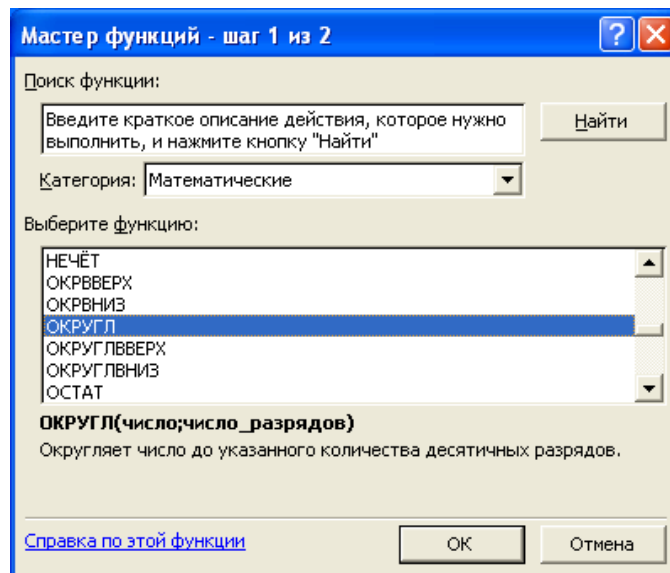 Мастер функций - шаг 1 из 2
Поиск функции:
Введите краткое описание действия, которое нужно
выполнить, и нажмите кнопку "Найти"
Найти
Категория: Математические
Выберите функцию:
НЕЧЁТ
ОКРВВЕРХ
ОКРВНИЗ
ОКРУГЛ
ОКРУГЛВВЕРХ
ОКРУГЛВНИЗ
ОСТАТ
ОКРУГЛ(число;число_разрядов)
Округляет число до указанного количества десятичных разрядов.
Справка по этой функции
ОК
Отмена